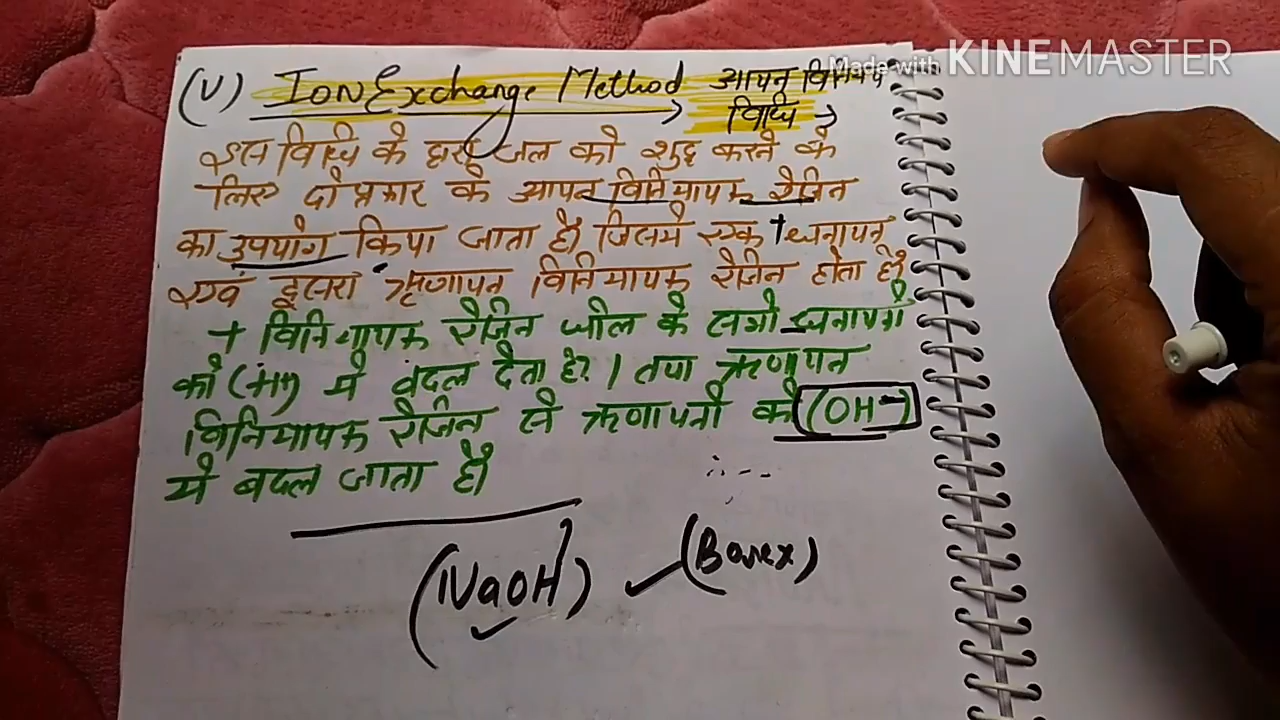 Made with KINEMASTER
(V) Ion Exchange Method आयन विनिमय
विधि →
इस विधि के द्वारा जल को शुद्ध करने के
लिए दो प्रकार के आयन विनिमायक रेजिन
का उपयोग किया जाता है। जिसमे एक + धनायन
एवं दूसरा ऋणायन विनिमायक रेजिन होता है।
+ विनिमायक रेजिन घोल के सभी धनायनो
को (H+) मे बदल देता है। तथा ऋणायन
विनिमायक रेजिन से ऋणायनो को (OH-)
मे बदल जाता है।
(NaOH)